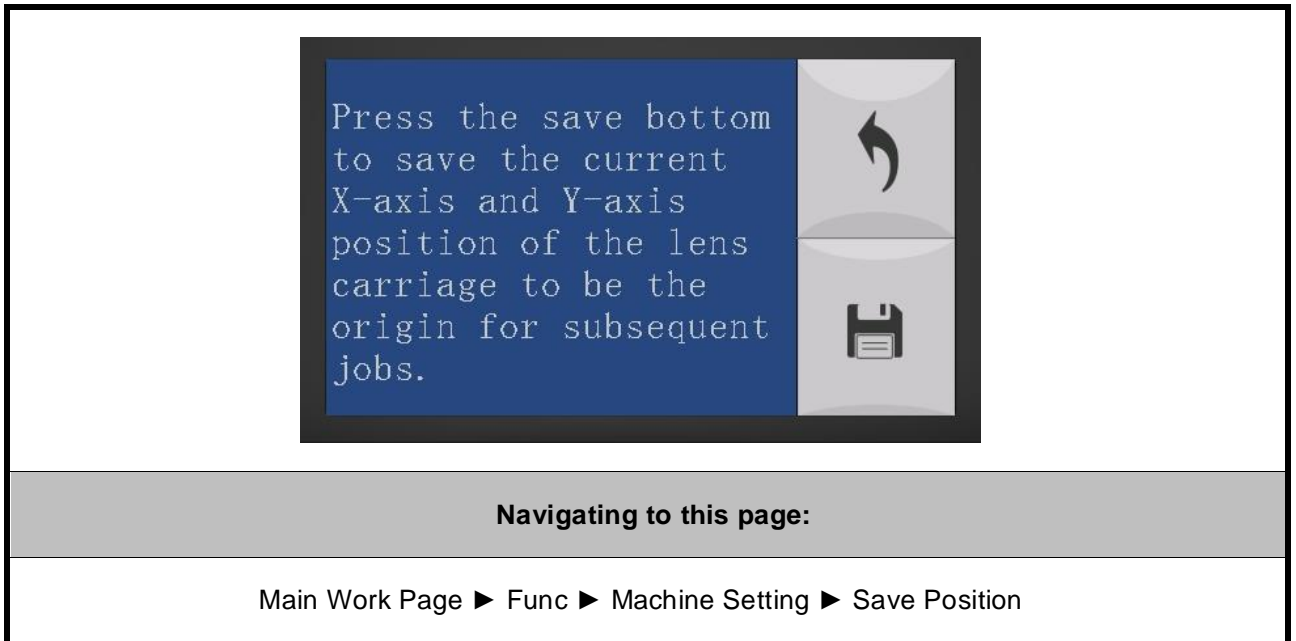 Press the save bottom
to save the current
X-axis and Y-axis
position of the lens
carriage to be the
origin for subsequent
jobs.
Navigating to this page:
Main Work Page ► Func ► Machine Setting ► Save Position